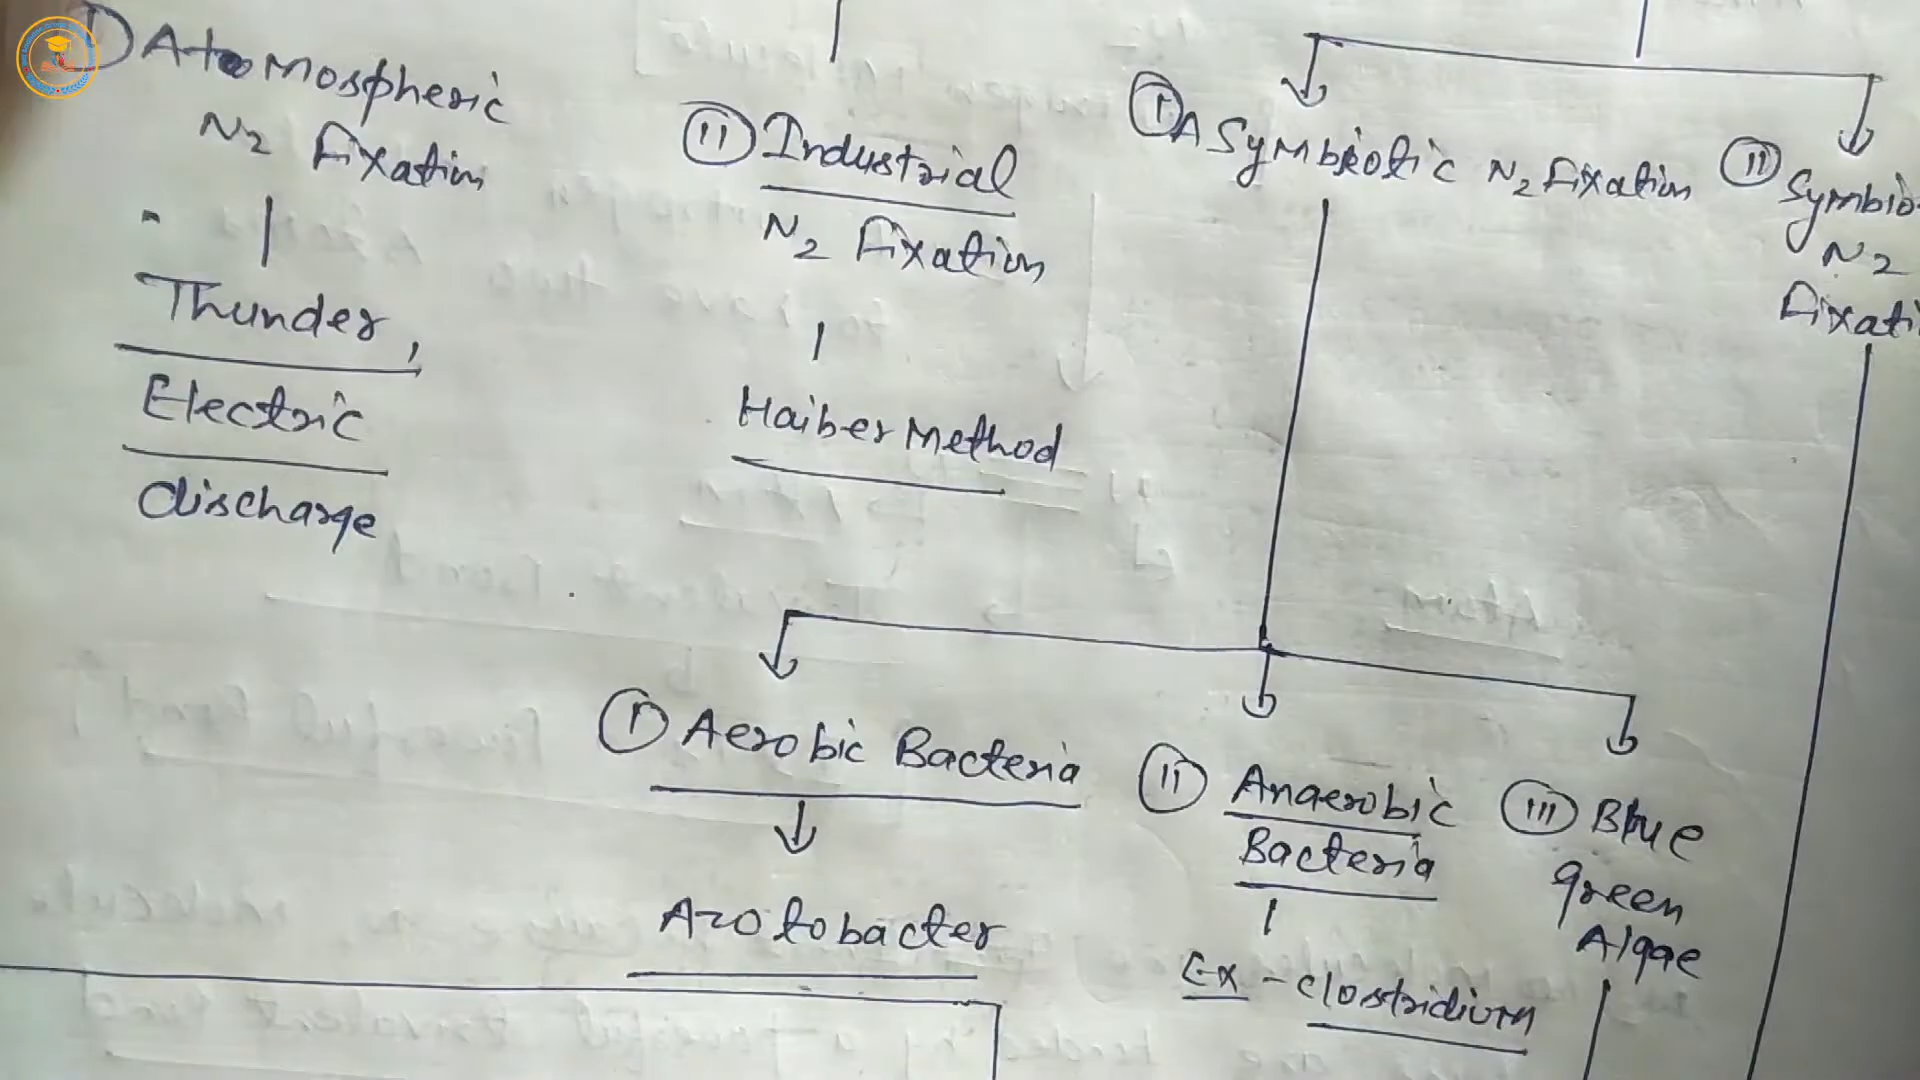 I) Atomospheric
N2 Fixation
Thunder,
Electric
discharge
II Industrial
N2 Fixation
Haiber Method
I ASymbiotic N2 Fixation
II Symbio
N2
Fixati
I Aerobic Bacteria
Azotobacter
II Anaerobic
Bacteria
Ex - Clostridium
III Blue
green
Algae